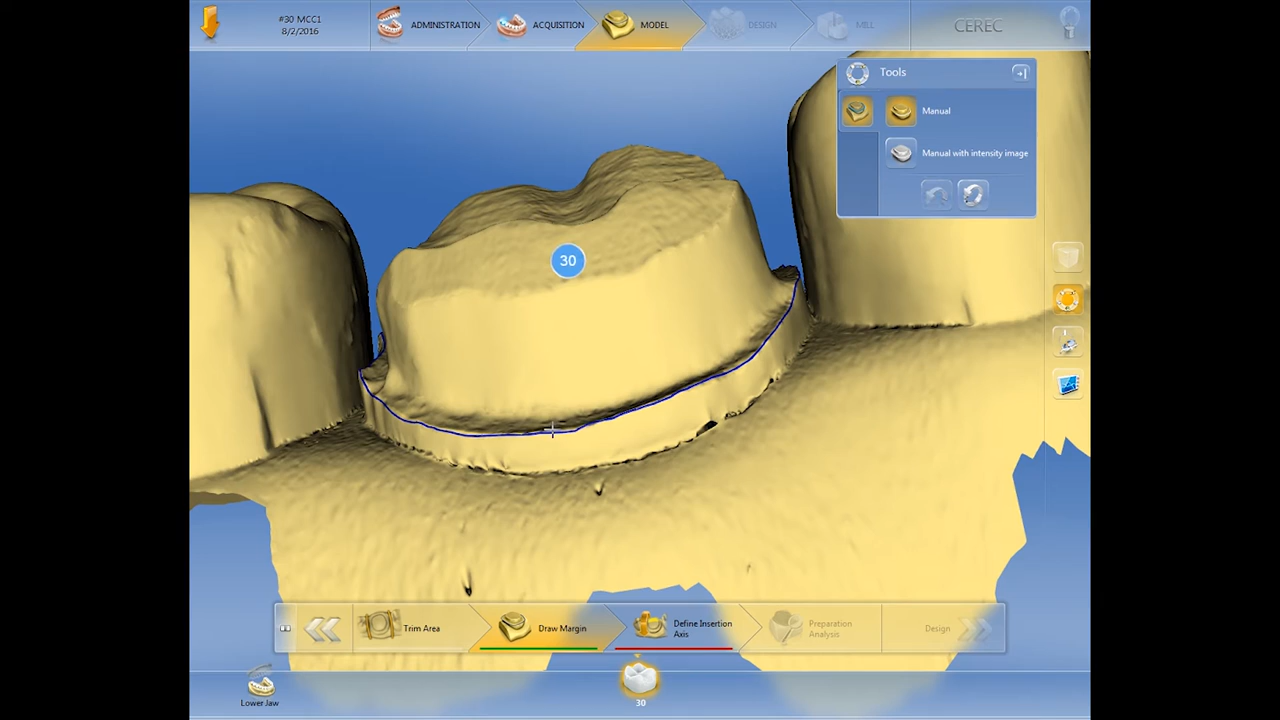 #30 MCC1
8/2/2016
ADMINISTRATION
ACQUISITION
MODEL
DESIGN
MILL
CEREC
Tools
Manual
Manual with intensity image
30
Trim Area
Draw Margin
Define Insertion
Axis
Preparation
Analysis
Design
Lower Jaw
30